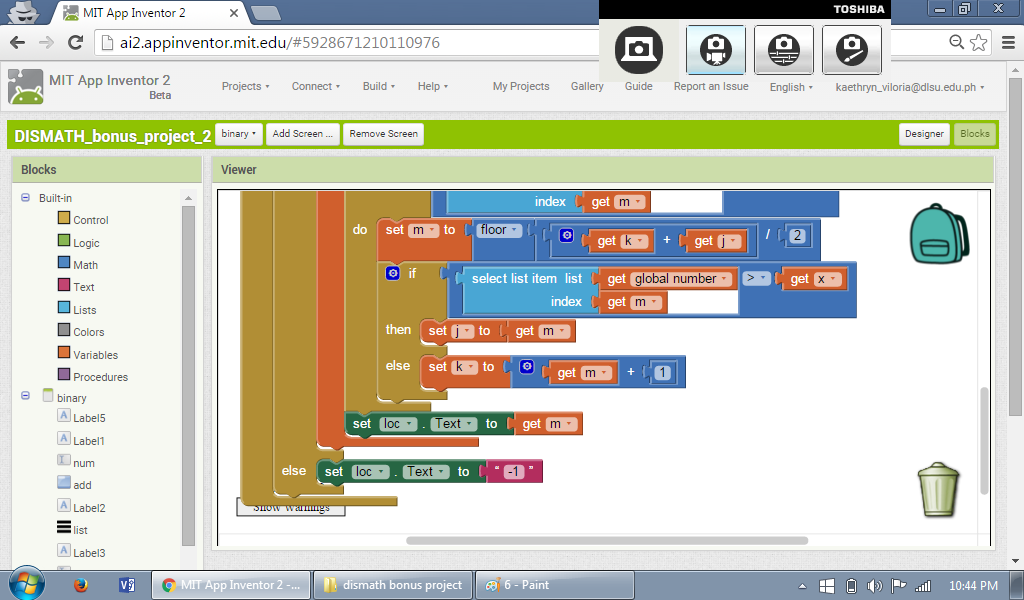 MIT App Inventor 2
TOSHIBA
ai2.appinventor.mit.edu/#5928671210110976
MIT App Inventor 2
Beta
Projects Connect Build Help My Projects Gallery Guide Report an Issue English kaethryn_viloria@dlsu.edu.ph
DISMATH_bonus_project_2 binary Add Screen ... Remove Screen Designer Blocks
Blocks
Viewer
Built-in
Control
Logic
Math
Text
Lists
Colors
Variables
Procedures
binary
Label5
Label1
num
add
Label2
list
Label3
index get m
do set m to floor get k + get j / 2
if select list item list get global number > get x
index get m
then set j to get m
else set k to get m + 1
set loc . Text to get m
else set loc . Text to " -1 "
Show Warnings
MIT App Inventor 2 -... dismath bonus project 6 - Paint 10:44 PM